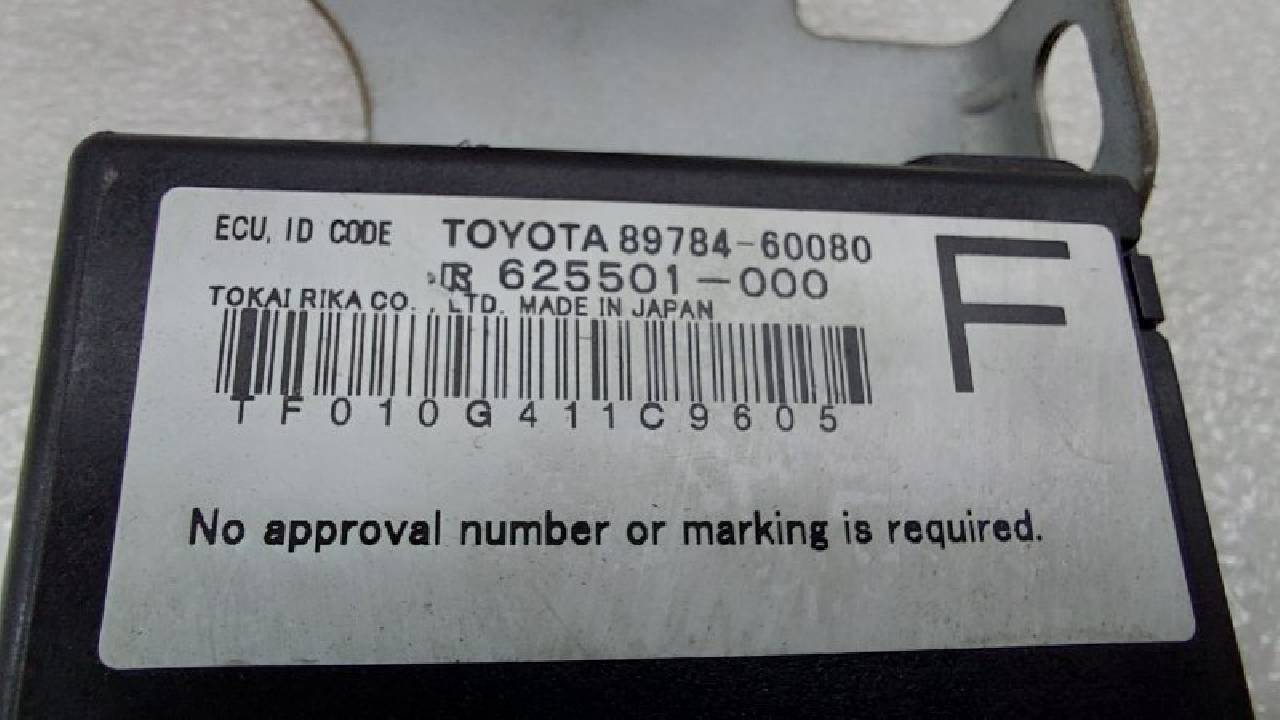 ECU, ID CODE TOYOTA 89784-60080
625501-000
TOKAI RIKA CO. , LTD. MADE IN JAPAN
F
TF010G411C9605
No approval number or marking is required.